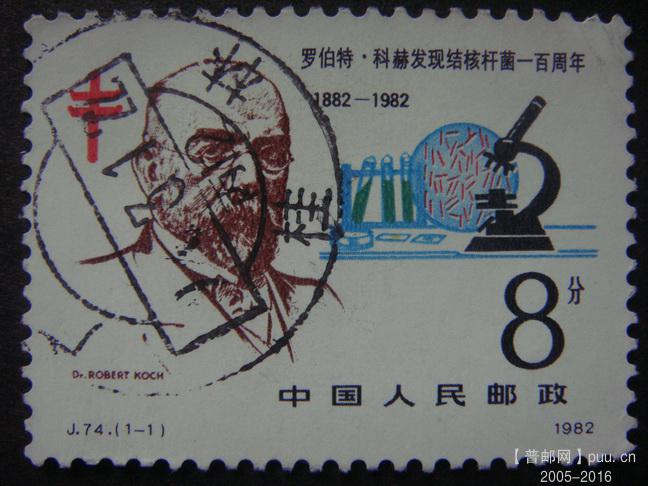 罗伯特·科赫发现结核杆菌一百周年
1882—1982
桂
林
8分
Dr. ROBERT KOCH
中国人民邮政
J.74.(1-1)
1982
【普邮网】puu.cn
2005-2016